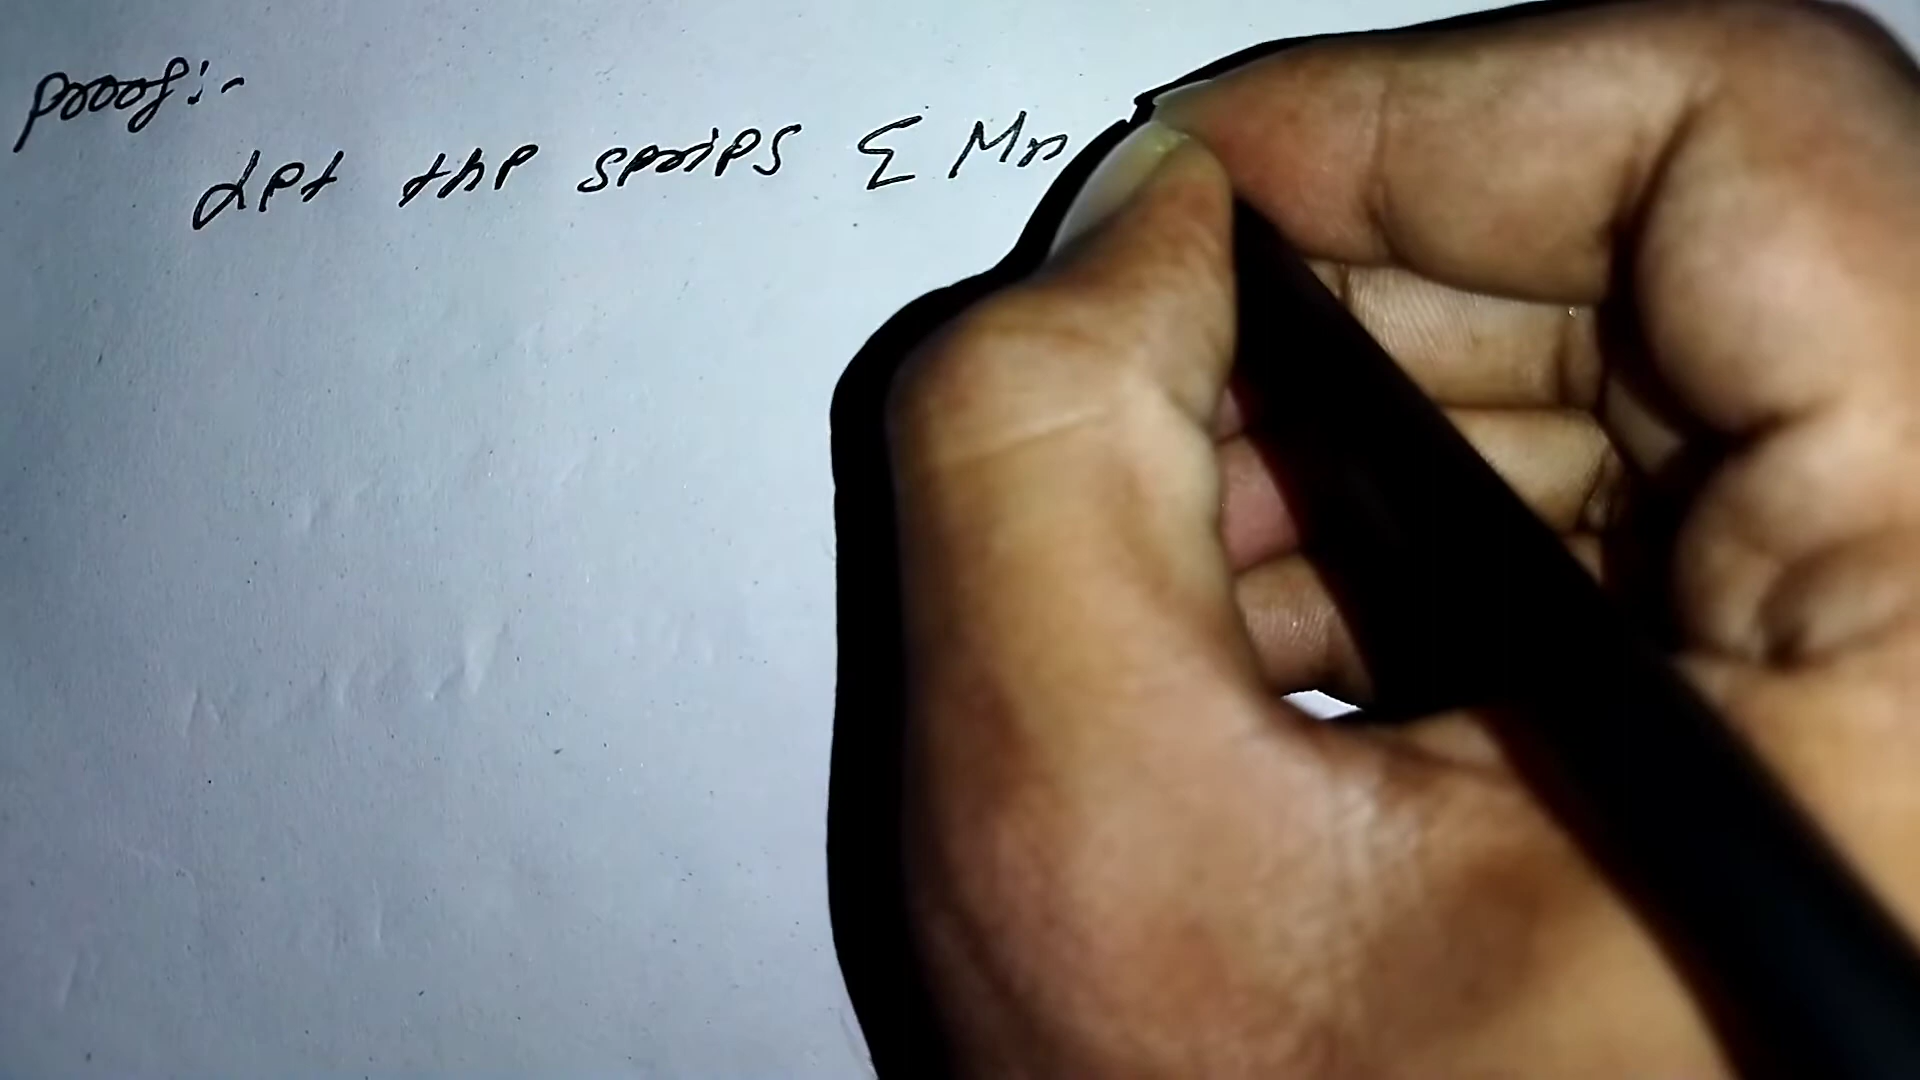 Proof:-
Let the series Σ Mn